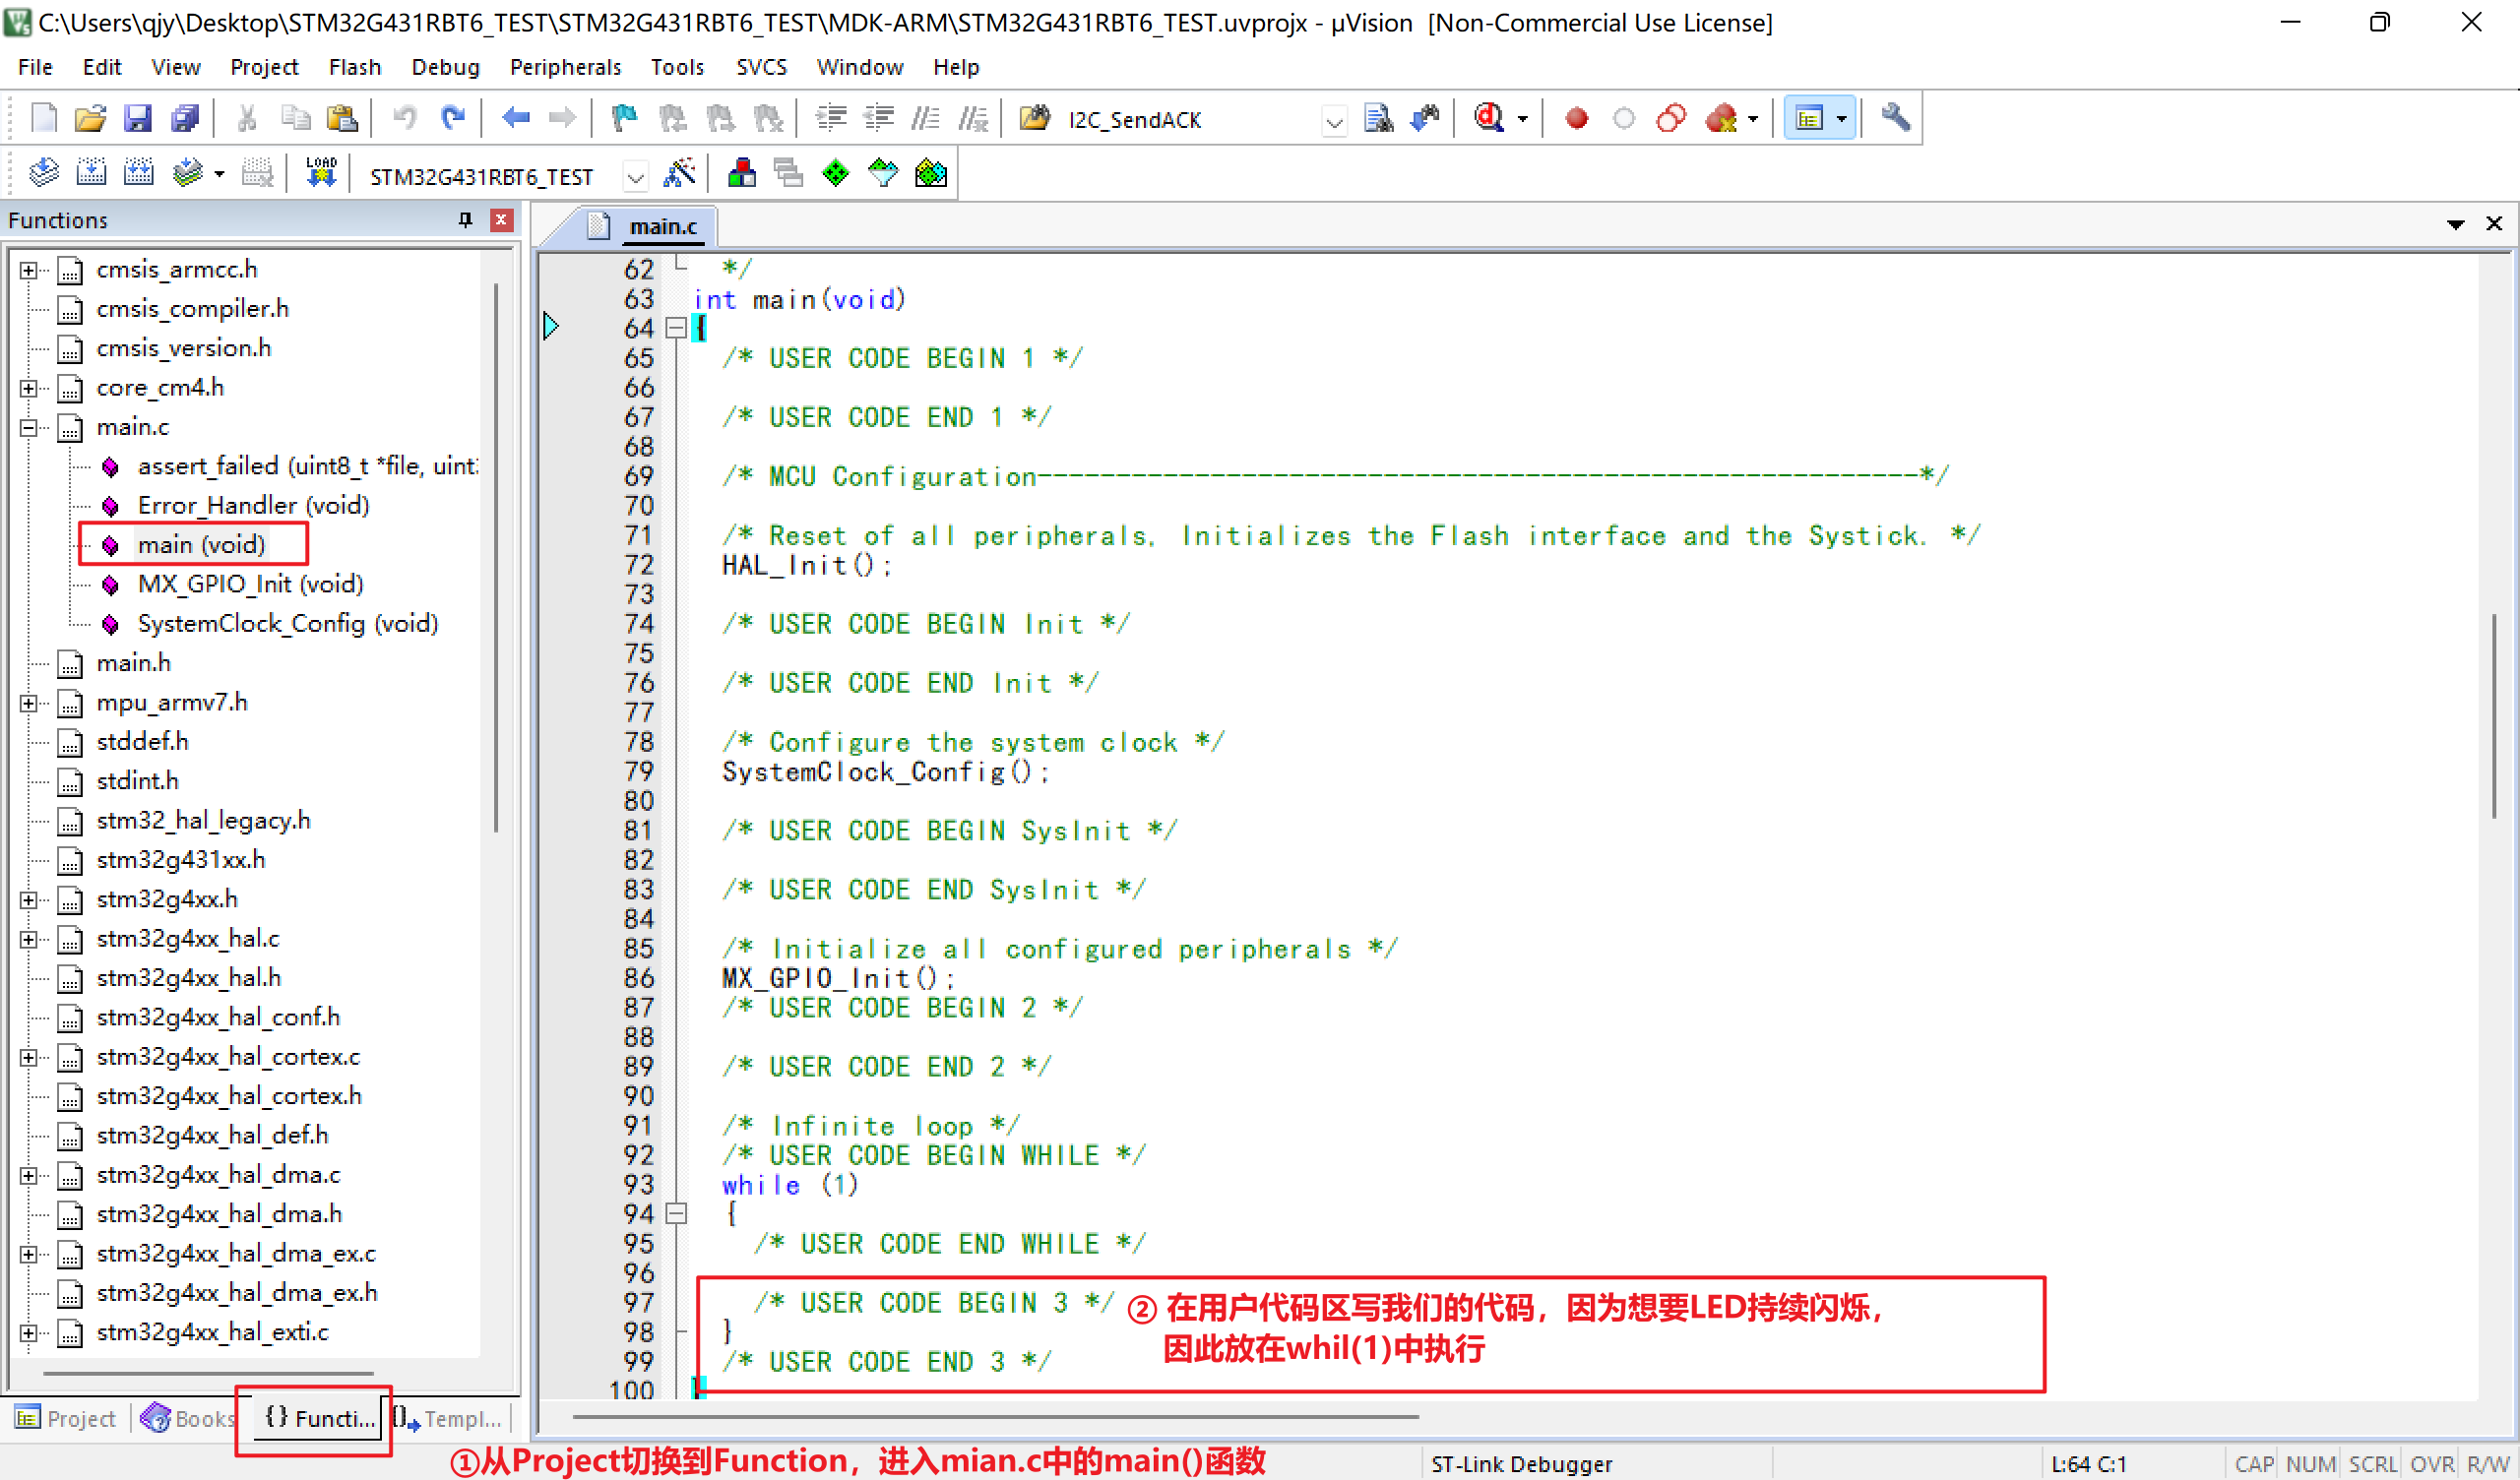 C:\Users\qjy\Desktop\STM32G431RBT6_TEST\STM32G431RBT6_TEST\MDK-ARM\STM32G431RBT6_TEST.uvprojx - µVision  [Non-Commercial Use License]
File Edit View Project Flash Debug Peripherals Tools SVCS Window Help
I2C_SendACK
LOAD STM32G431RBT6_TEST
Functions
cmsis_armcc.h
cmsis_compiler.h
cmsis_version.h
core_cm4.h
main.c
assert_failed (uint8_t *file, uint
Error_Handler (void)
main (void)
MX_GPIO_Init (void)
SystemClock_Config (void)
main.h
mpu_armv7.h
stddef.h
stdint.h
stm32_hal_legacy.h
stm32g431xx.h
stm32g4xx.h
stm32g4xx_hal.c
stm32g4xx_hal.h
stm32g4xx_hal_conf.h
stm32g4xx_hal_cortex.c
stm32g4xx_hal_cortex.h
stm32g4xx_hal_def.h
stm32g4xx_hal_dma.c
stm32g4xx_hal_dma.h
stm32g4xx_hal_dma_ex.c
stm32g4xx_hal_dma_ex.h
stm32g4xx_hal_exti.c
Project Books {} Functi... Templ...
main.c
62 */
63 int main(void)
64 {
65 /* USER CODE BEGIN 1 */
66
67 /* USER CODE END 1 */
68
69 /* MCU Configuration--------------------------------------------------------*/
70
71 /* Reset of all peripherals, Initializes the Flash interface and the Systick. */
72 HAL_Init();
73
74 /* USER CODE BEGIN Init */
75
76 /* USER CODE END Init */
77
78 /* Configure the system clock */
79 SystemClock_Config();
80
81 /* USER CODE BEGIN SysInit */
82
83 /* USER CODE END SysInit */
84
85 /* Initialize all configured peripherals */
86 MX_GPIO_Init();
87 /* USER CODE BEGIN 2 */
88
89 /* USER CODE END 2 */
90
91 /* Infinite loop */
92 /* USER CODE BEGIN WHILE */
93 while (1)
94 {
95 /* USER CODE END WHILE */
96
97 /* USER CODE BEGIN 3 */
98 }
99 /* USER CODE END 3 */
100 }
② 在用户代码区写我们的代码，因为想要LED持续闪烁，
因此放在whil(1)中执行
①从Project切换到Function，进入mian.c中的main()函数
ST-Link Debugger
L:64 C:1
CAP NUM SCRL OVR R/W